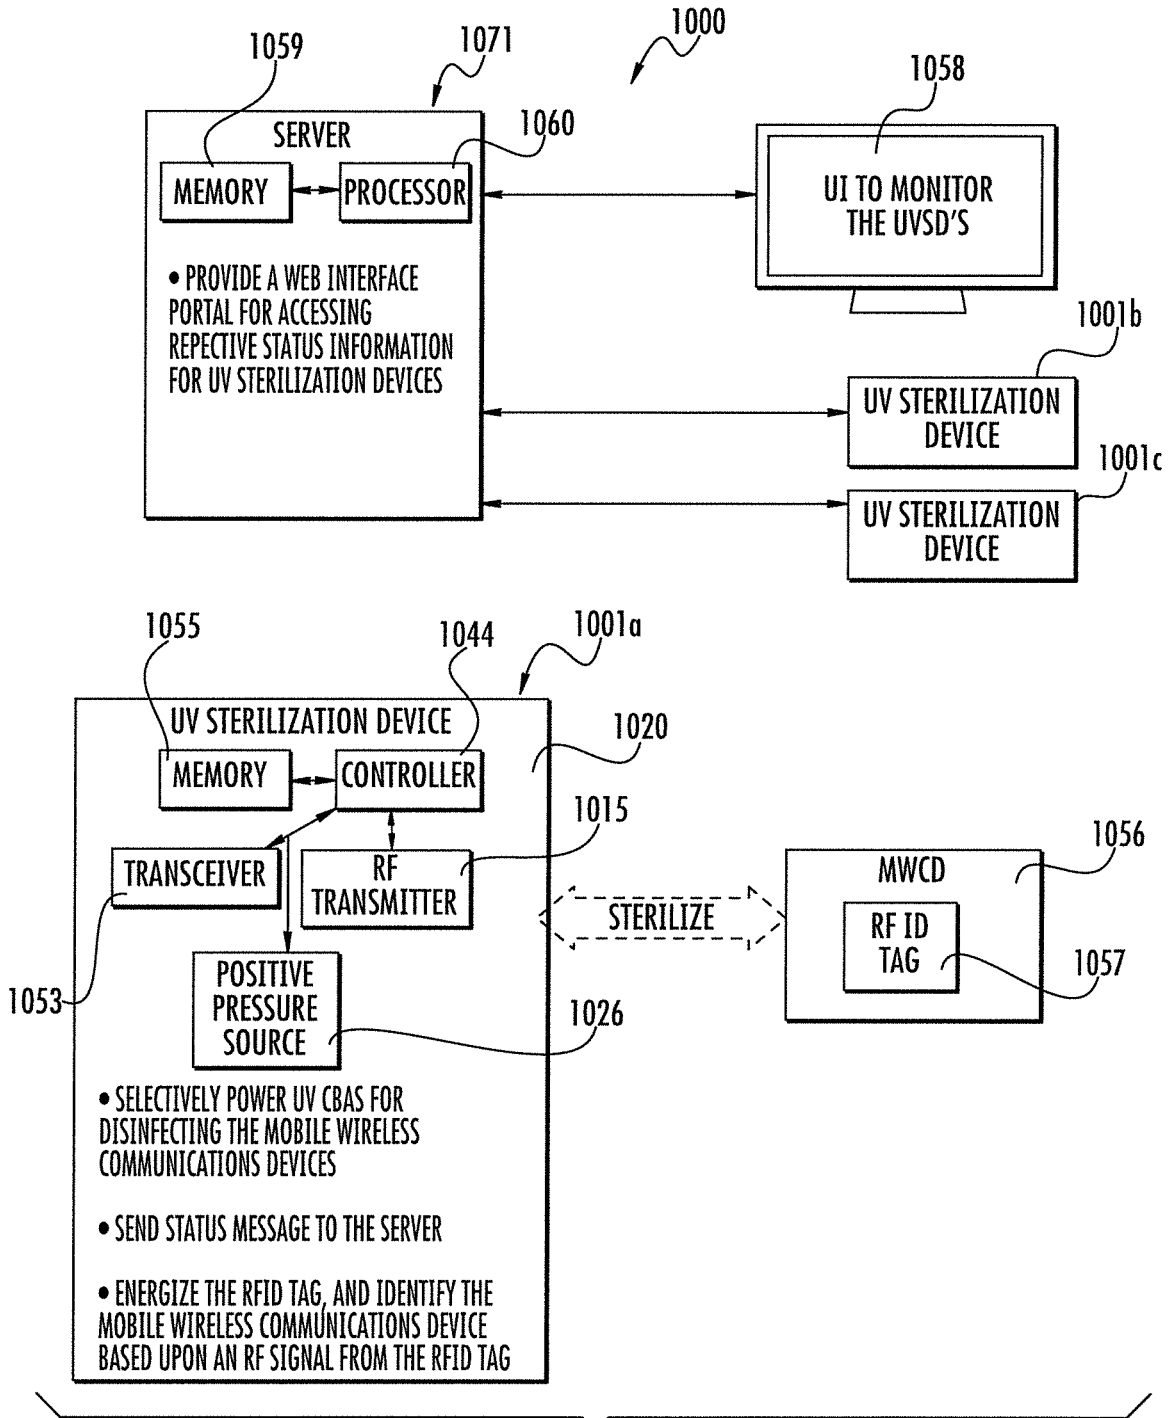 1000
1059
1071
1058
SERVER
1060
MEMORY
PROCESSOR
UI TO MONITOR
THE UVSD'S
• PROVIDE A WEB INTERFACE
PORTAL FOR ACCESSING
REPECTIVE STATUS INFORMATION
FOR UV STERILIZATION DEVICES
1001b
UV STERILIZATION
DEVICE
1001c
UV STERILIZATION
DEVICE
1055
1044
1001a
UV STERILIZATION DEVICE
1020
MEMORY
CONTROLLER
1015
TRANSCEIVER
RF
TRANSMITTER
STERILIZE
1056
MWCD
RF ID
TAG
1057
1053
POSITIVE
PRESSURE
SOURCE
1026
• SELECTIVELY POWER UV CBAS FOR
DISINFECTING THE MOBILE WIRELESS
COMMUNICATIONS DEVICES
• SEND STATUS MESSAGE TO THE SERVER
• ENERGIZE THE RFID TAG, AND IDENTIFY THE
MOBILE WIRELESS COMMUNICATIONS DEVICE
BASED UPON AN RF SIGNAL FROM THE RFID TAG